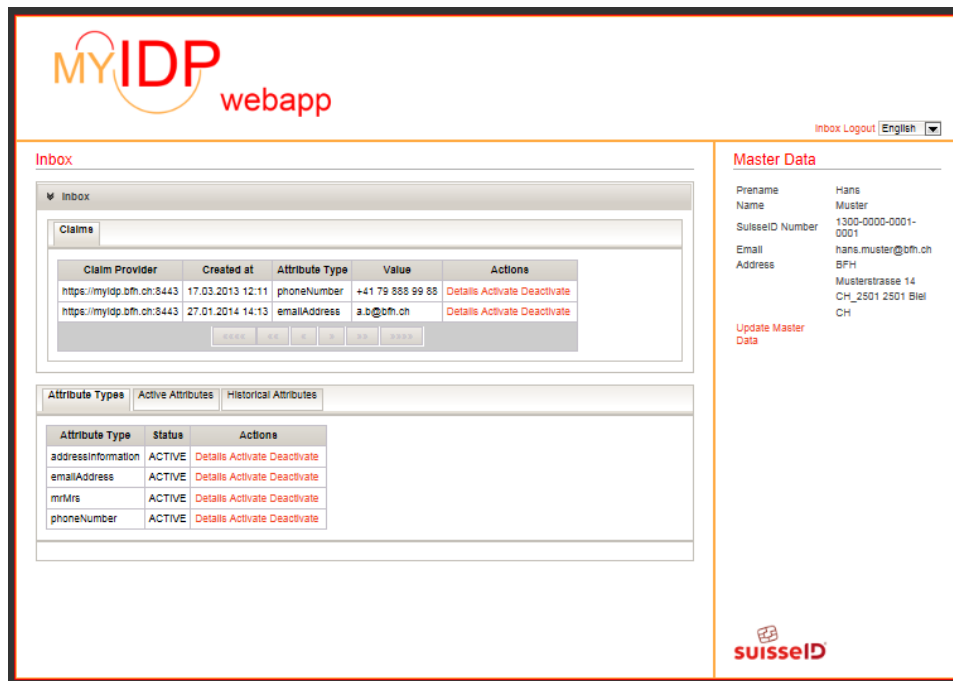 MYIDP
webapp
Inbox Logout English
Inbox
Inbox
Claims
Claim Provider Created at Attribute Type Value Actions
https://myidp.bfh.ch:8443 17.03.2013 12:11 phoneNumber +41 79 888 99 88 Details Activate Deactivate
https://myidp.bfh.ch:8443 27.01.2014 14:13 emailAddress a.b@bfh.ch Details Activate Deactivate
«««« «« « » »» »»»»
Attribute Types Active Attributes Historical Attributes
Attribute Type Status Actions
addressInformation ACTIVE Details Activate Deactivate
emailAddress ACTIVE Details Activate Deactivate
mrMrs ACTIVE Details Activate Deactivate
phoneNumber ACTIVE Details Activate Deactivate
Master Data
Prename Hans
Name Muster
SuisseID Number 1300-0000-0001-
0001
Email hans.muster@bfh.ch
Address BFH
Musterstrasse 14
CH_2501 2501 Biel
CH
Update Master
Data
suisseID